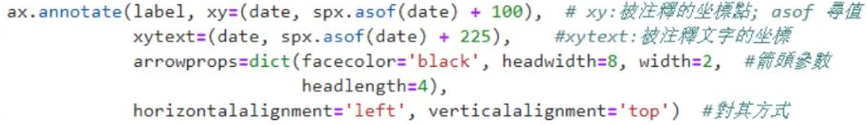 ax.annotate(label, xy=(date, spx.asof(date) + 100),  # xy:被注釋的坐標點; asof 尋值
            xytext=(date, spx.asof(date) + 225),    #xytext:被注釋文字的坐標
            arrowprops=dict(facecolor='black', headwidth=8, width=2,  #箭頭參數
                            headlength=4),
            horizontalalignment='left', verticalalignment='top')  #對其方式